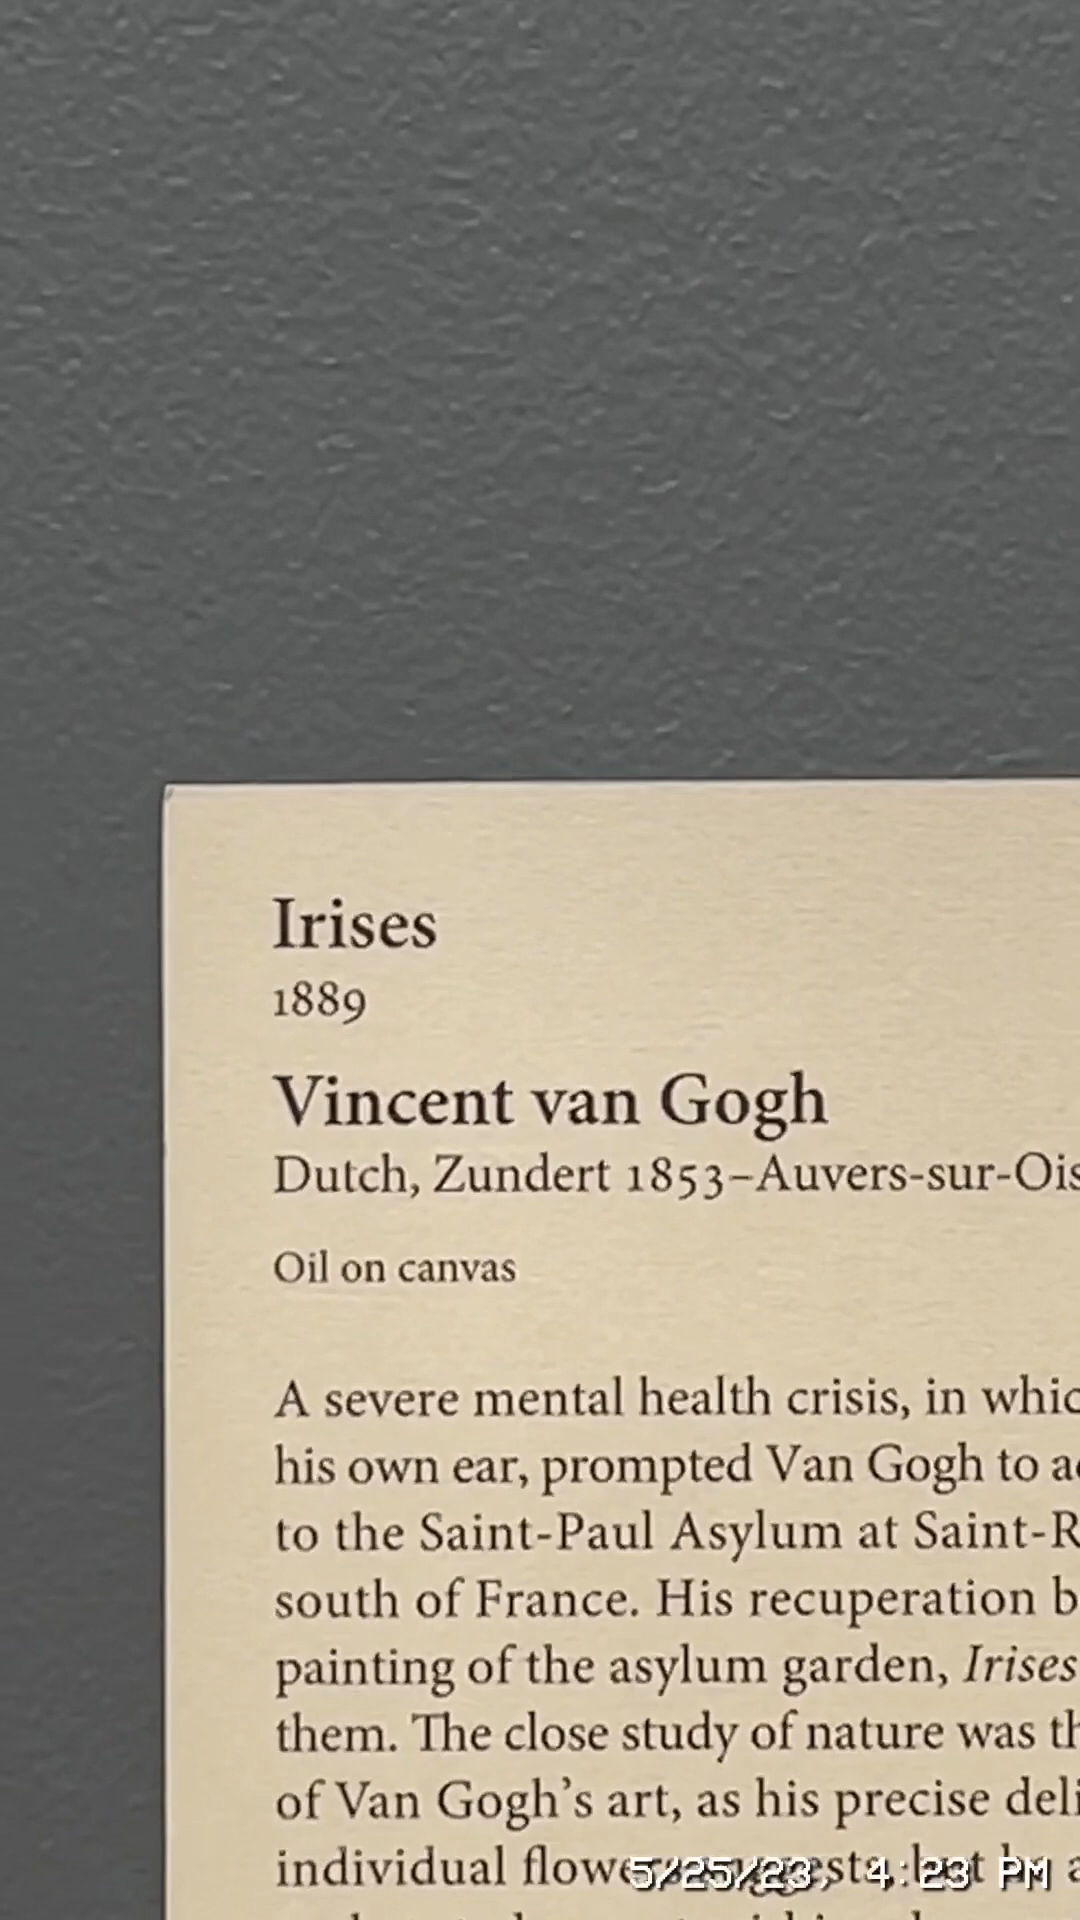 Irises
1889
Vincent van Gogh
Dutch, Zundert 1853–Auvers-sur-Ois
Oil on canvas
A severe mental health crisis, in whic
his own ear, prompted Van Gogh to a
to the Saint-Paul Asylum at Saint-R
south of France. His recuperation b
painting of the asylum garden, Irises
them. The close study of nature was th
of Van Gogh's art, as his precise deli
individual
5/25/23, 4:23 PM